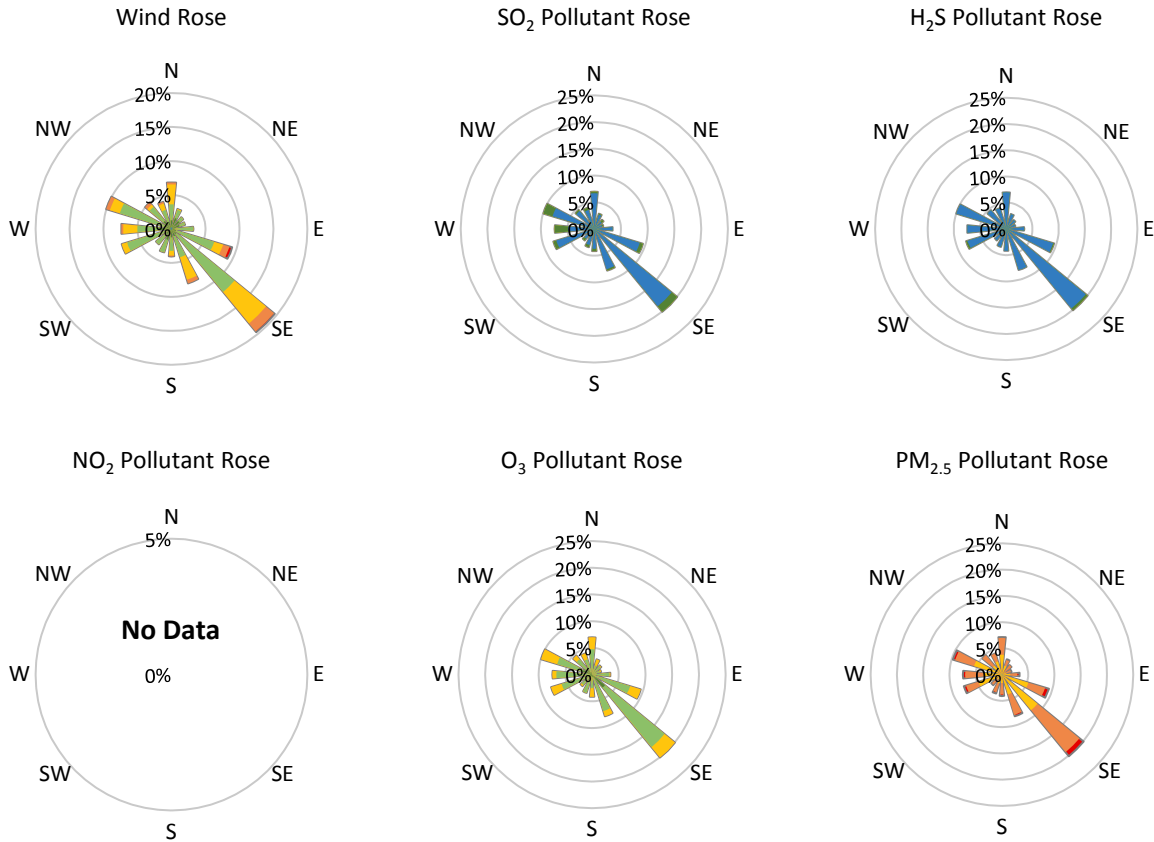 Wind Rose
N
20%
15%
10%
5%
0%
NW
NE
W
E
SW
SE
S
SO₂ Pollutant Rose
N
25%
20%
15%
10%
5%
0%
NW
NE
W
E
SW
SE
S
H₂S Pollutant Rose
N
25%
20%
15%
10%
5%
0%
NW
NE
W
E
SW
SE
S
NO₂ Pollutant Rose
N
5%
NW
NE
No Data
W
0%
E
SW
SE
S
O₃ Pollutant Rose
N
25%
20%
15%
10%
5%
0%
NW
NE
W
E
SW
SE
S
PM₂.₅ Pollutant Rose
N
25%
20%
15%
10%
5%
0%
NW
NE
W
E
SW
SE
S